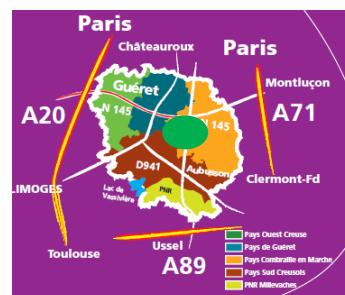 Paris
Châteauroux
Paris
Guéret
Montluçon
N 145
A20
N 145
A71
D941
Aubusson
LIMOGES
Lac de
Vassivière
PNR
Clermont-Fd
Toulouse
Ussel
A89
Pays Ouest Creuse
Pays de Guéret
Pays Combraille en Marche
Pays Sud Creusois
PNR Millevaches